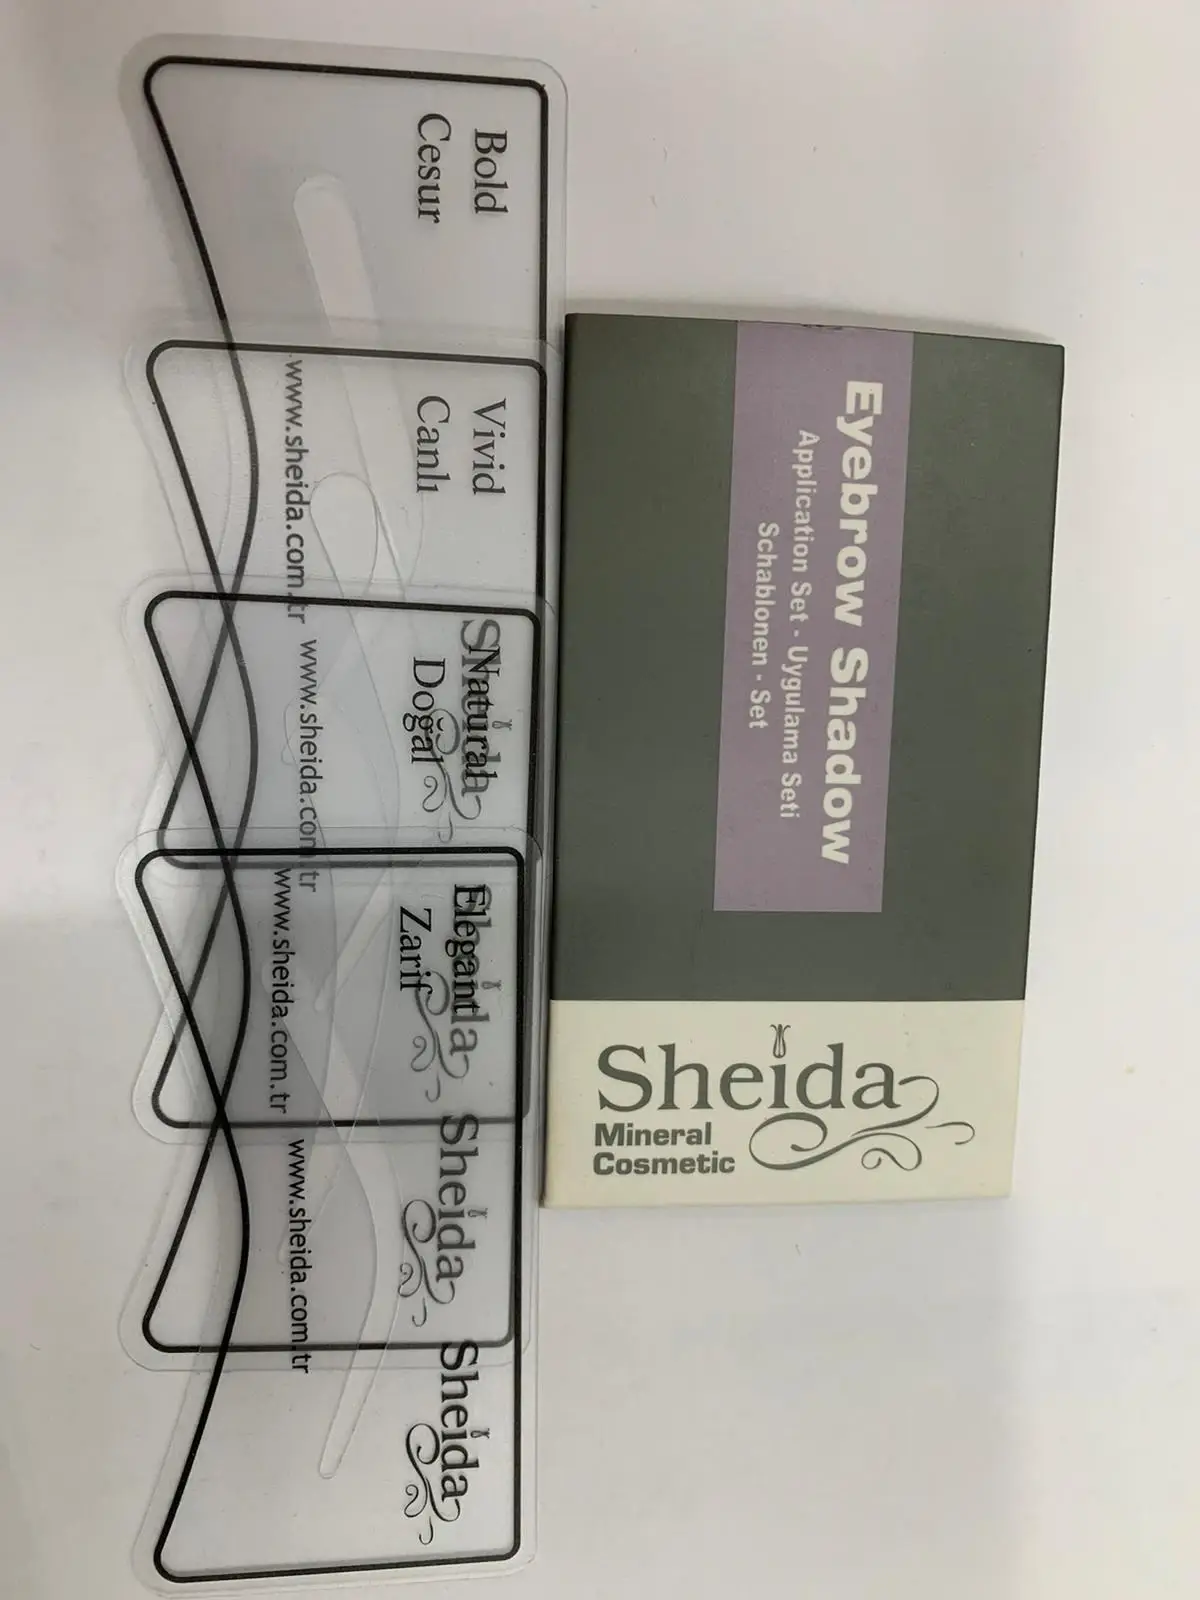 Eyebrow Shadow
Application Set - Uygulama Seti
Schablonen - Set
Sheida
Mineral
Cosmetic
Bold
Cesur
www.sheida.com.tr
Vivid
Canlı
www.sheida.com.tr
Natural
Doğal
www.sheida.com.tr
Elegant
Zarif
www.sheida.com.tr
Sheida
Sheida